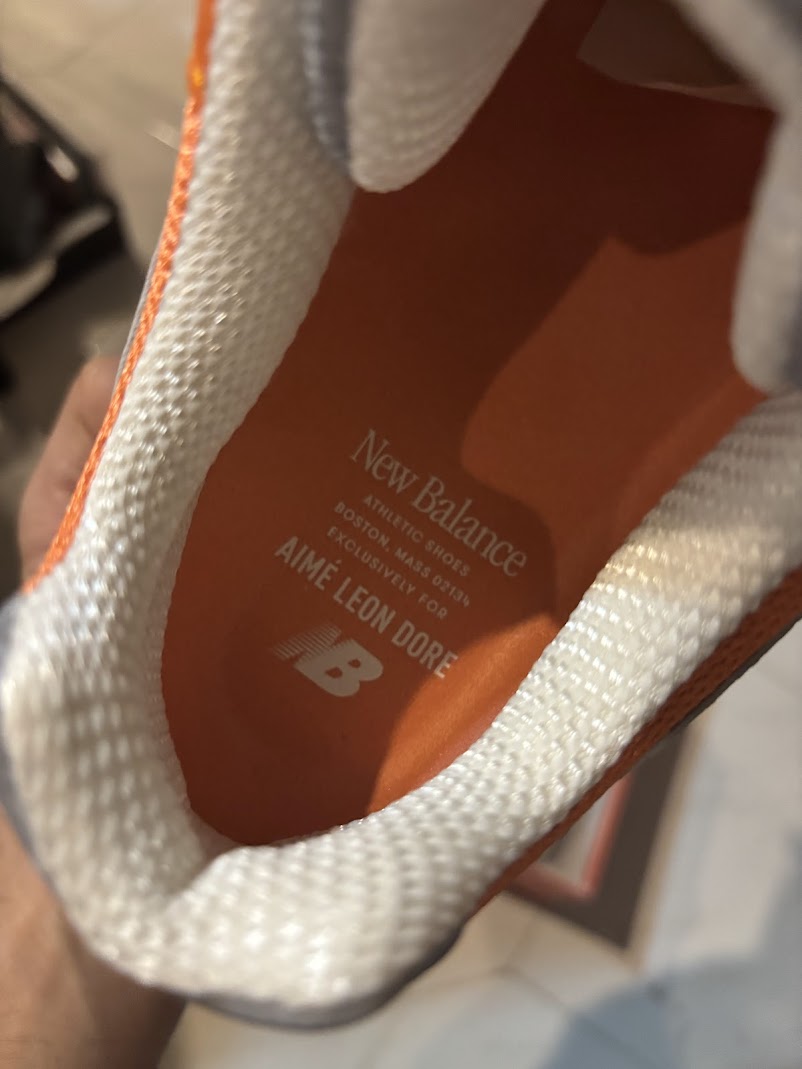 New Balance
ATHLETIC SHOES
BOSTON, MASS 02134
EXCLUSIVELY FOR
AIMÉ LEON DORE
NB